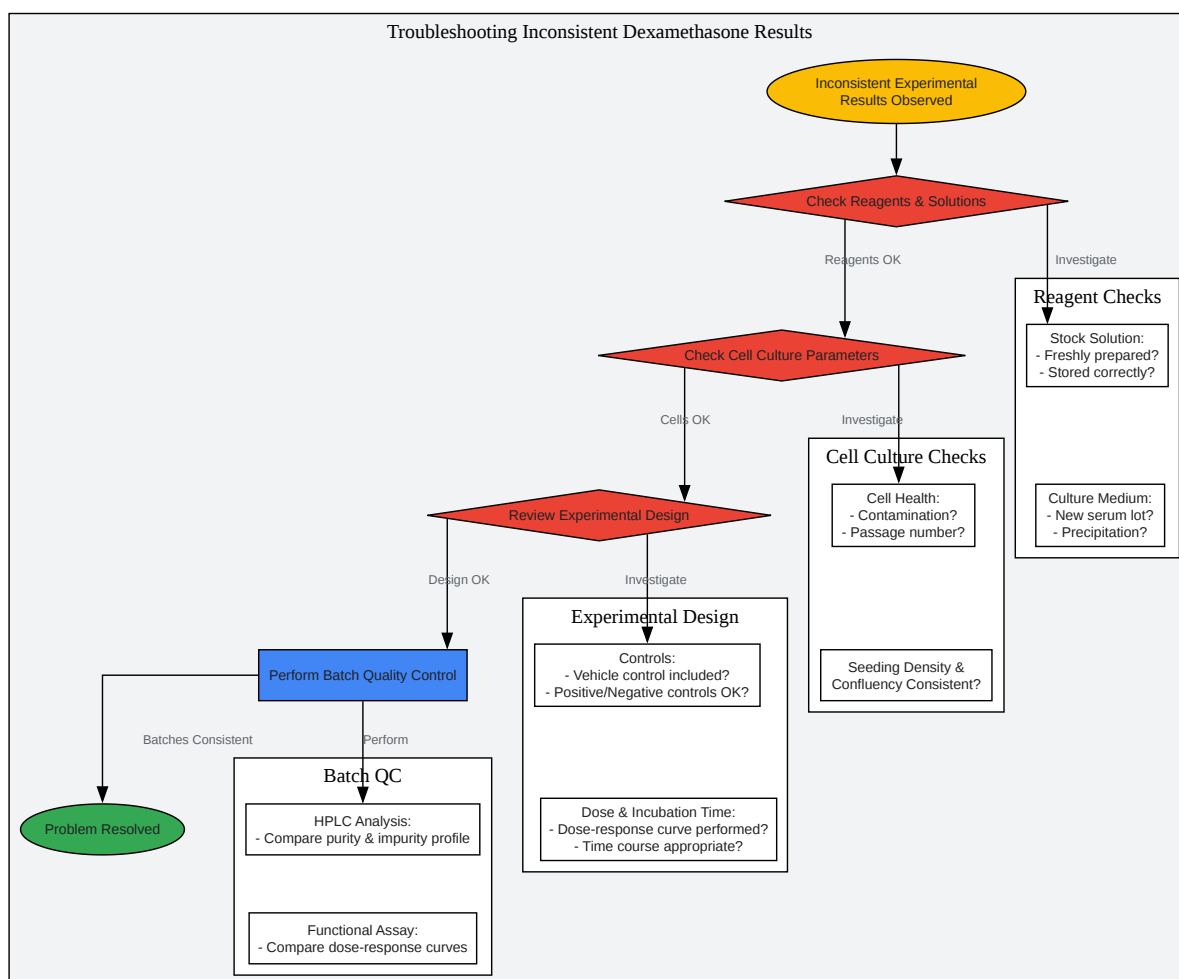 Troubleshooting Inconsistent Dexamethasone Results
Inconsistent Experimental
Results Observed
Check Reagents & Solutions
Reagents OK
Investigate
Reagent Checks
Stock Solution:
- Freshly prepared?
- Stored correctly?
Check Cell Culture Parameters
Cells OK
Investigate
Cell Culture Checks
Cell Health:
- Contamination?
- Passage number?
Culture Medium:
- New serum lot?
- Precipitation?
Review Experimental Design
Design OK
Investigate
Experimental Design
Controls:
- Vehicle control included?
- Positive/Negative controls OK?
Seeding Density &
Confluency Consistent?
Perform Batch Quality Control
Batches Consistent
Perform
Batch QC
HPLC Analysis:
- Compare purity & impurity profile
Dose & Incubation Time:
- Dose-response curve performed?
- Time course appropriate?
Problem Resolved
Functional Assay:
- Compare dose-response curves